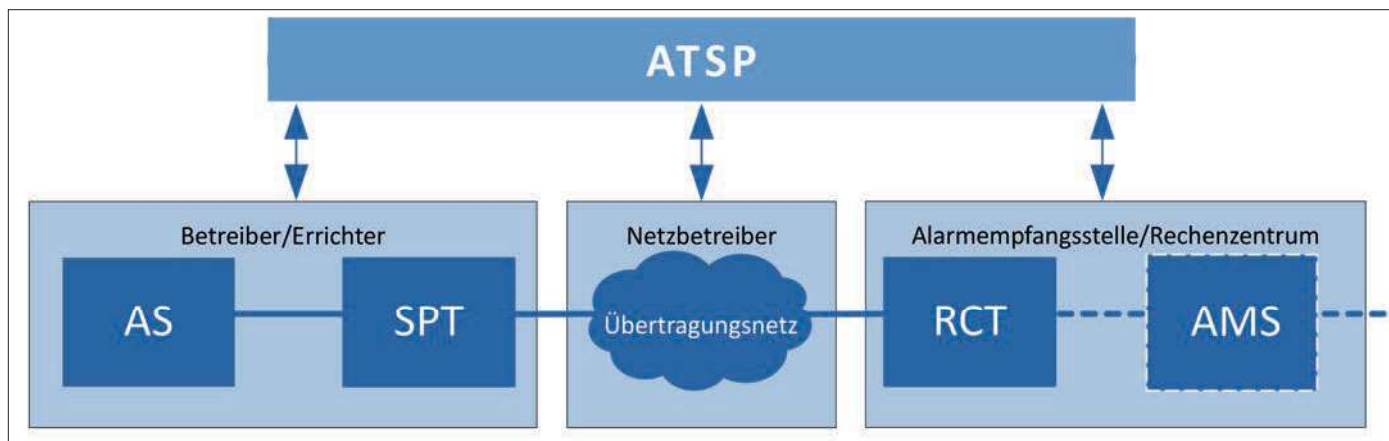 ATSP
Betreiber/Errichter
Netzbetreiber
Alarmempfangsstelle/Rechenzentrum
AS
SPT
Übertragungsnetz
RCT
AMS